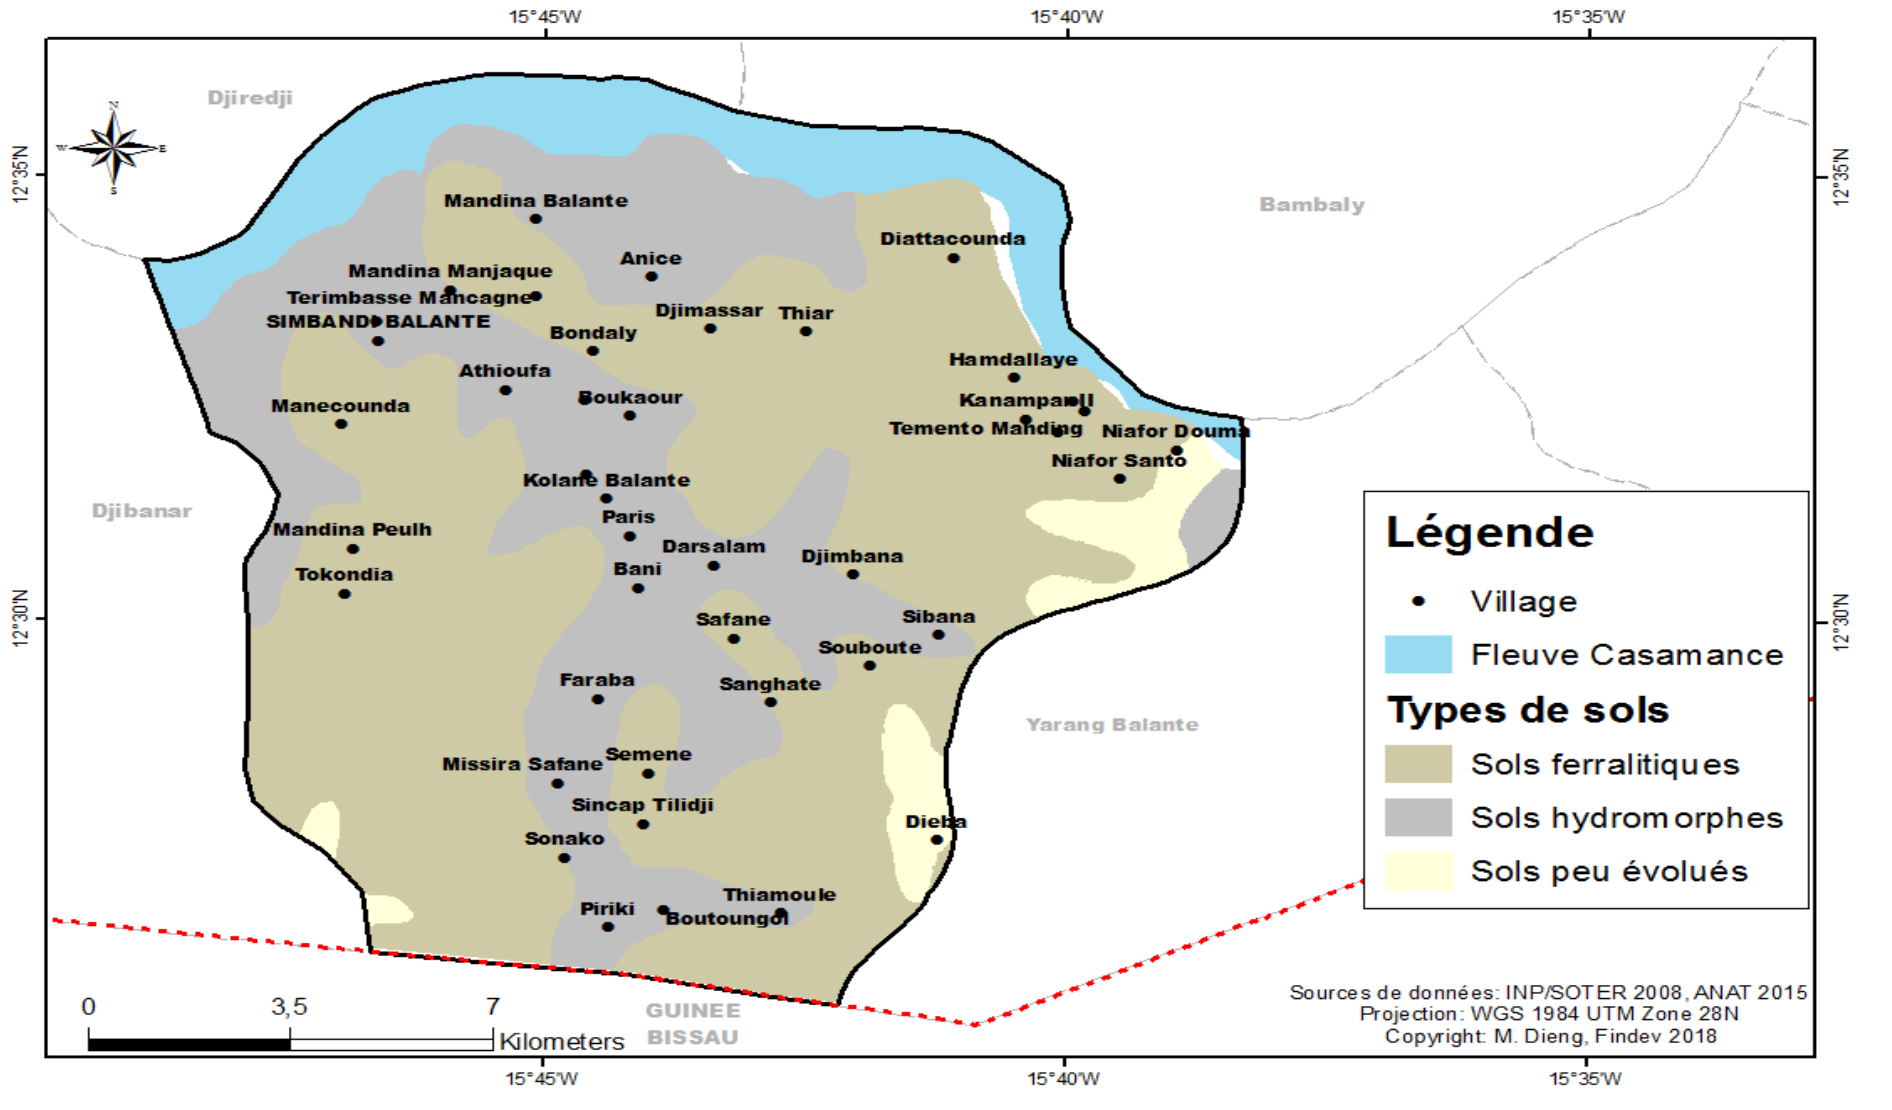 15°45'W 15°40'W 15°35'W
Djiredji
N
W E
S
12°35'N
12°35'N
Bambaly
Mandina Balante
Diattacounda
Anice
Mandina Manjaque
Terimbasse Mancagne
SIMBANDI BALANTE
Djimassar
Thiar
Bondaly
Hamdallaye
Athioufa
Boukaour
Kanampan II
Manecounda
Temento Manding
Niafor Douma
Niafor Santo
Kolane Balante
Djibanar
Paris
Mandina Peulh
Darsalam
Djimbana
Bani
Tokondia
12°30'N
12°30'N
Safane
Sibana
Souboute
Faraba
Sanghate
Yarang Balante
Semene
Missira Safane
Sincap Tilidji
Dieba
Sonako
Thiamoule
Piriki
Boutoungol
Légende
Village
Fleuve Casamance
Types de sols
Sols ferralitiques
Sols hydromorphes
Sols peu évolués
0 3,5 7
Kilometers
GUINEE
BISSAU
Sources de données: INP/SOTER 2008, ANAT 2015
Projection: WGS 1984 UTM Zone 28N
Copyright: M. Dieng, Findev 2018
15°45'W 15°40'W 15°35'W